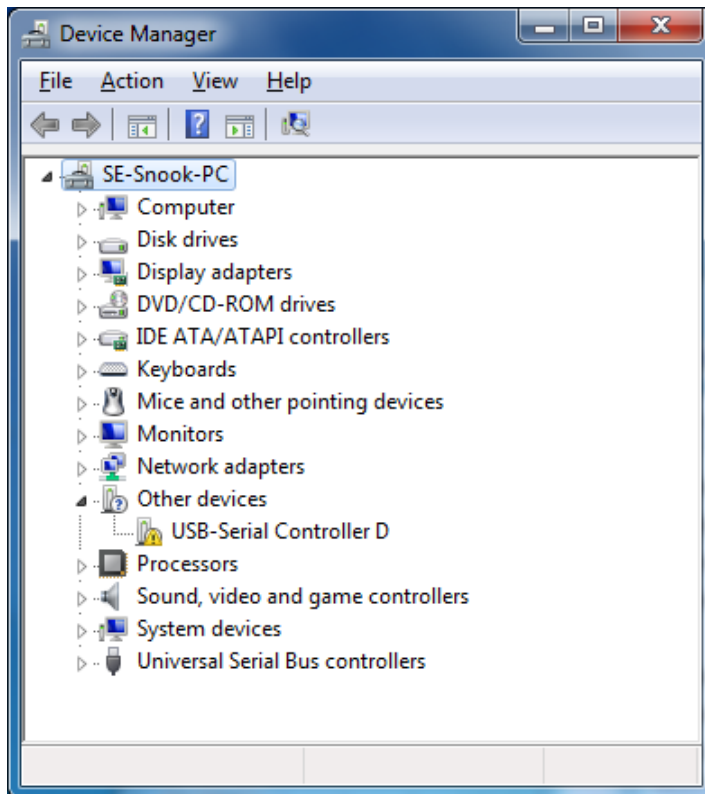 Device Manager
File Action View Help
SE-Snook-PC
Computer
Disk drives
Display adapters
DVD/CD-ROM drives
IDE ATA/ATAPI controllers
Keyboards
Mice and other pointing devices
Monitors
Network adapters
Other devices
USB-Serial Controller D
Processors
Sound, video and game controllers
System devices
Universal Serial Bus controllers